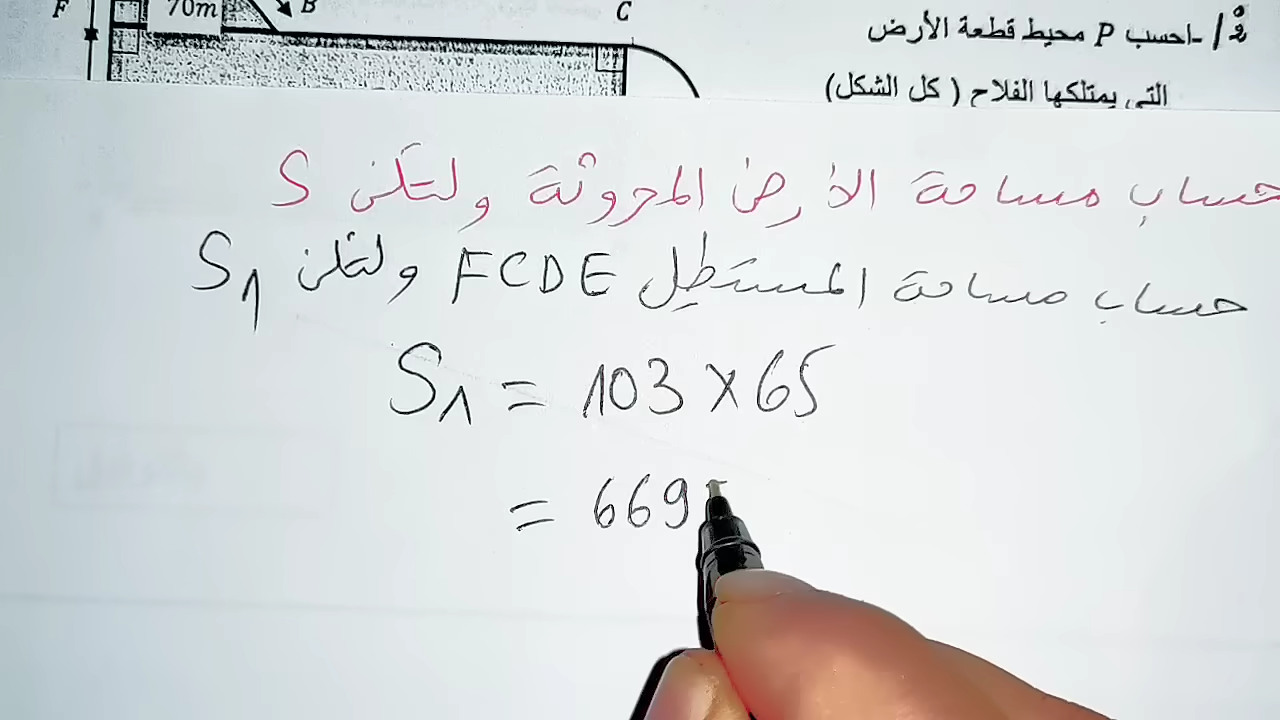 F 70m B C
2/ -احسب P محيط قطعة الأرض
التي يمتلكها الفلاح ( كل الشكل)
حساب مساحة الأرض المحروثة ولتكن S
حساب مساحة المستطيل FCDE ولتكن S1
S1 = 103 × 65
= 669